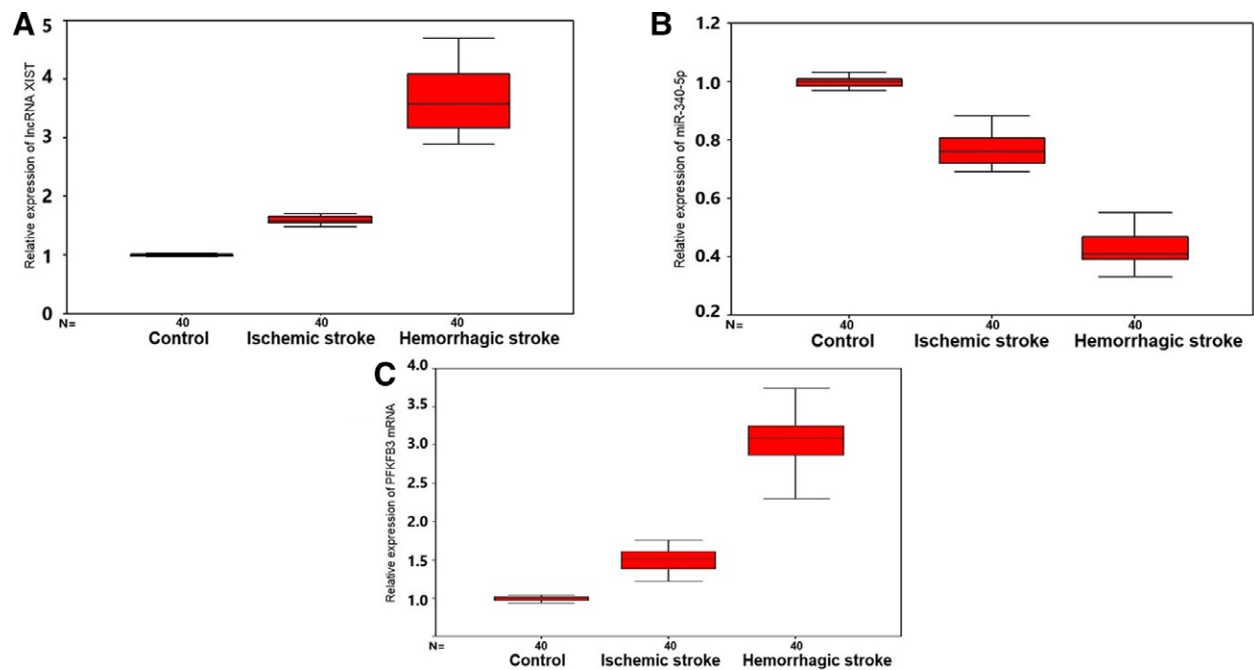 A
Relative expression of lncRNA XIST
5
4
3
2
1
0
N= 40 40 40
Control Ischemic stroke Hemorrhagic stroke
B
Relative expression of miR-340-5p
1.2
1.0
0.8
0.6
0.4
0.2
N= 40 40 40
Control Ischemic stroke Hemorrhagic stroke
C
Relative expression of PFKFB3 mRNA
4.0
3.5
3.0
2.5
2.0
1.5
1.0
N= 40 40 40
Control Ischemic stroke Hemorrhagic stroke